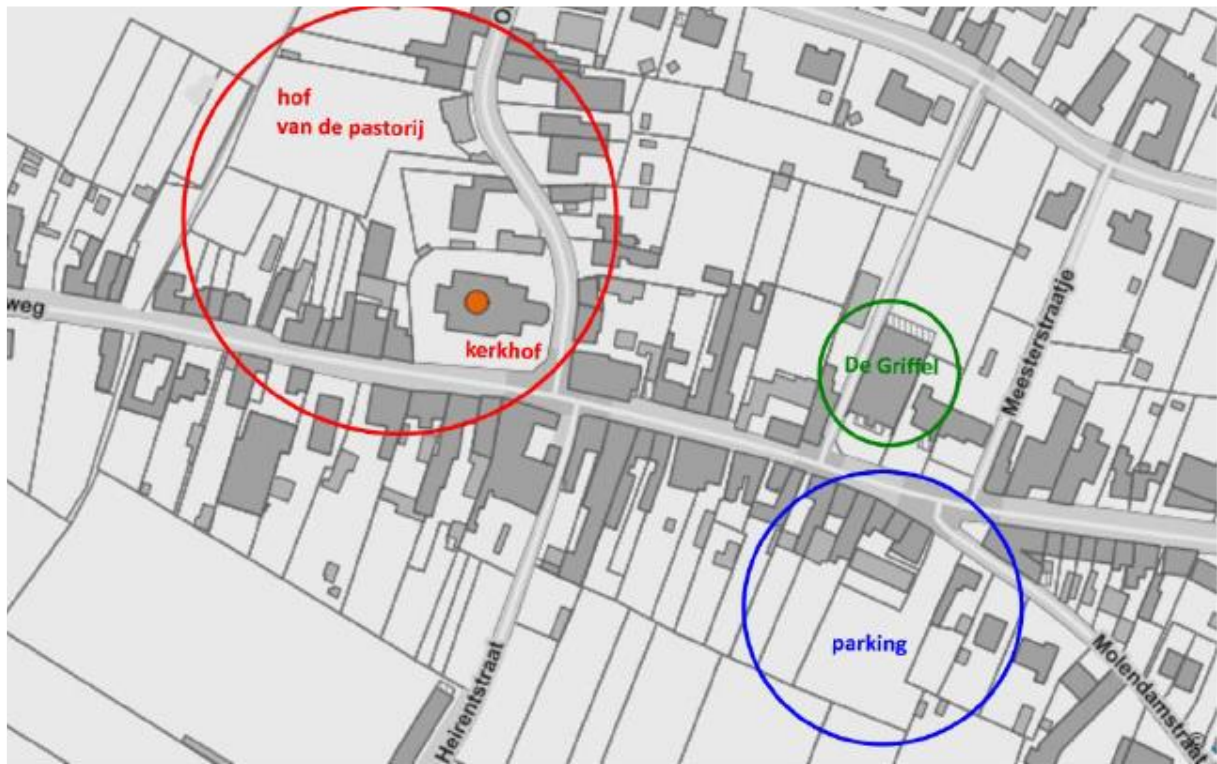 hof
van de pastorij
weg
kerkhof
De Griffel
Meesterstraatje
parking
Heirentstraat
Molendamstraat